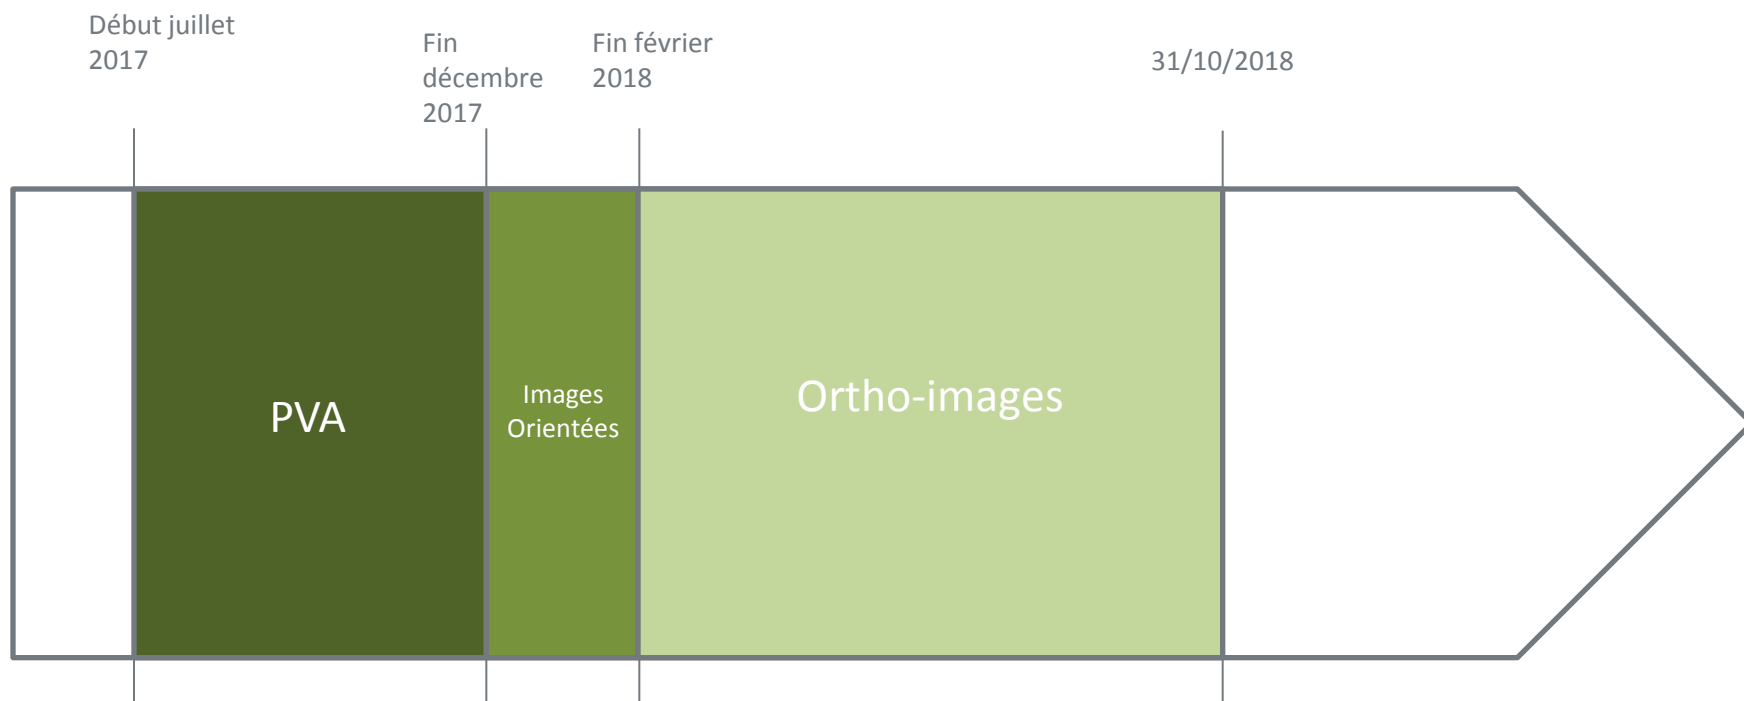 Début juillet
2017
Fin
décembre
2017
Fin février
2018
31/10/2018
PVA
Images
Orientées
Ortho-images